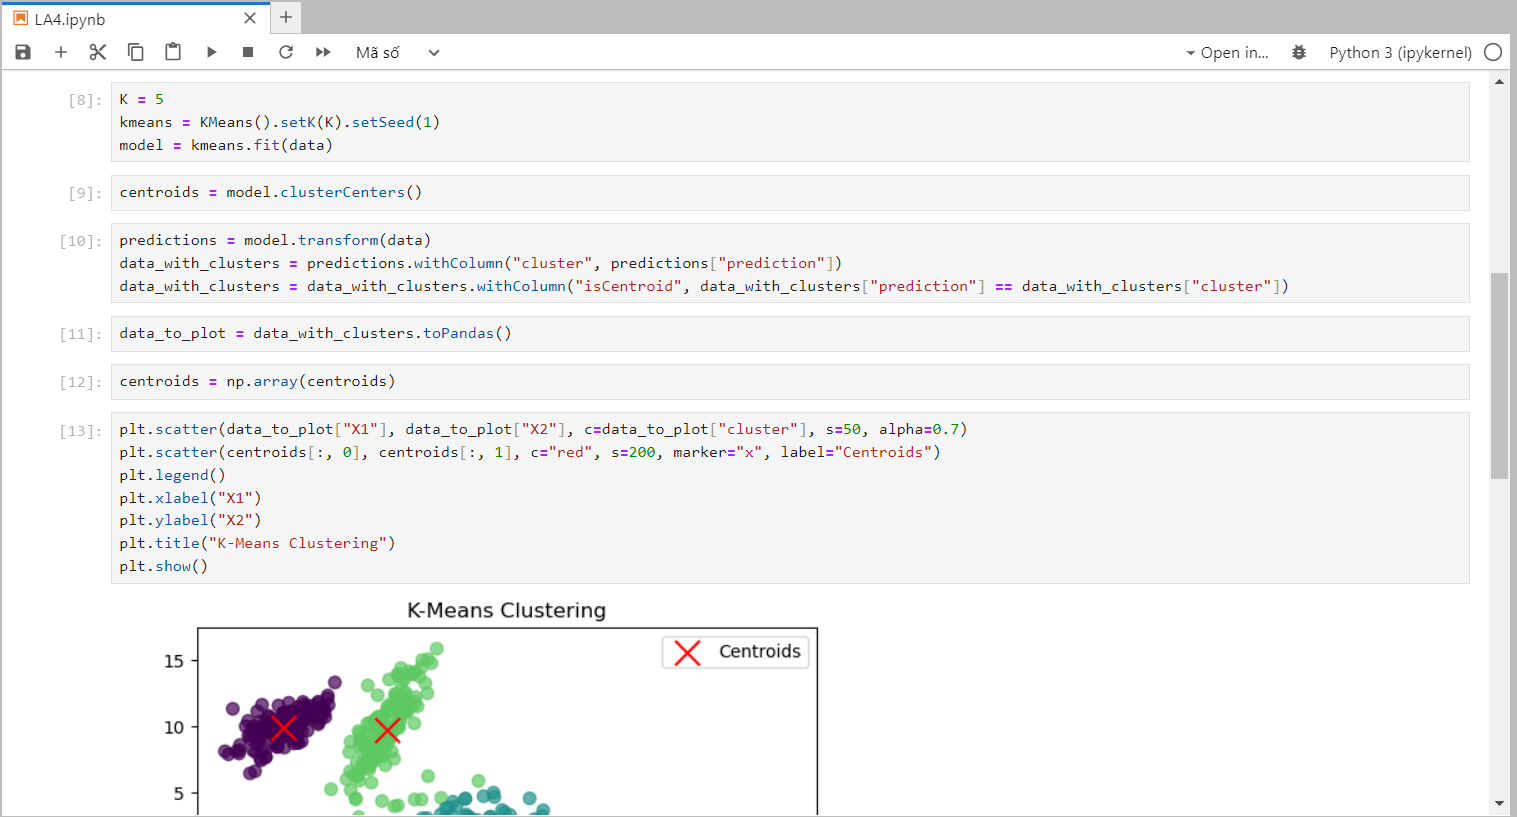 LA4.ipynb
Mã số
Open in...
Python 3 (ipykernel)
[8]:
K = 5
kmeans = KMeans().setK(K).setSeed(1)
model = kmeans.fit(data)
[9]:
centroids = model.clusterCenters()
[10]:
predictions = model.transform(data)
data_with_clusters = predictions.withColumn("cluster", predictions["prediction"])
data_with_clusters = data_with_clusters.withColumn("isCentroid", data_with_clusters["prediction"] == data_with_clusters["cluster"])
[11]:
data_to_plot = data_with_clusters.toPandas()
[12]:
centroids = np.array(centroids)
[13]:
plt.scatter(data_to_plot["X1"], data_to_plot["X2"], c=data_to_plot["cluster"], s=50, alpha=0.7)
plt.scatter(centroids[:, 0], centroids[:, 1], c="red", s=200, marker="x", label="Centroids")
plt.legend()
plt.xlabel("X1")
plt.ylabel("X2")
plt.title("K-Means Clustering")
plt.show()
K-Means Clustering
Centroids
15
10
5